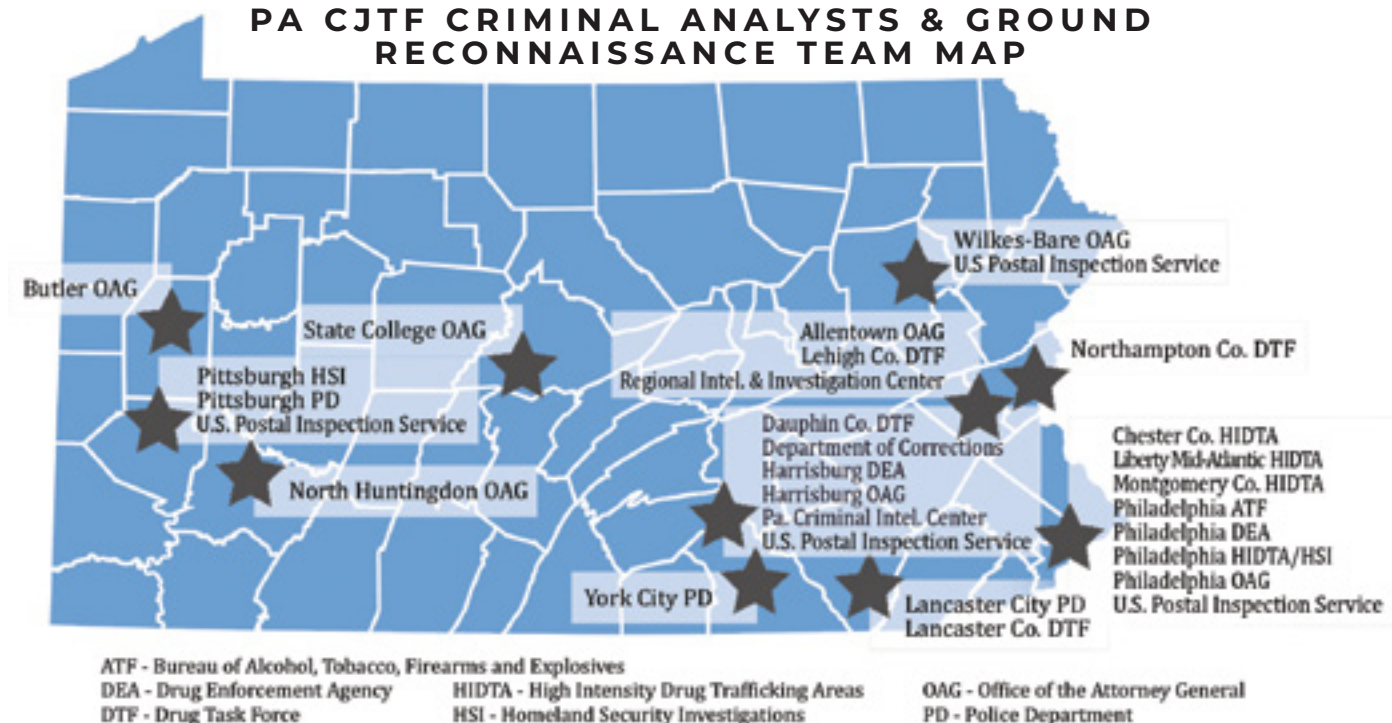 PA CJTF CRIMINAL ANALYSTS & GROUND
RECONNAISSANCE TEAM MAP
Wilkes-Bare OAG
U.S Postal Inspection Service
Butler OAG
State College OAG
Allentown OAG
Lehigh Co. DTF
Regional Intel. & Investigation Center
Northampton Co. DTF
Pittsburgh HSI
Pittsburgh PD
U.S. Postal Inspection Service
North Huntingdon OAG
Dauphin Co. DTF
Department of Corrections
Harrisburg DEA
Harrisburg OAG
Pa. Criminal Intel. Center
U.S. Postal Inspection Service
Chester Co. HIDTA
Liberty Mid-Atlantic HIDTA
Montgomery Co. HIDTA
Philadelphia ATF
Philadelphia DEA
Philadelphia HIDTA/HSI
Philadelphia OAG
U.S. Postal Inspection Service
York City PD
Lancaster City PD
Lancaster Co. DTF
ATF - Bureau of Alcohol, Tobacco, Firearms and Explosives
DEA - Drug Enforcement Agency
HIDTA - High Intensity Drug Trafficking Areas
OAG - Office of the Attorney General
DTF - Drug Task Force
HSI - Homeland Security Investigations
PD - Police Department